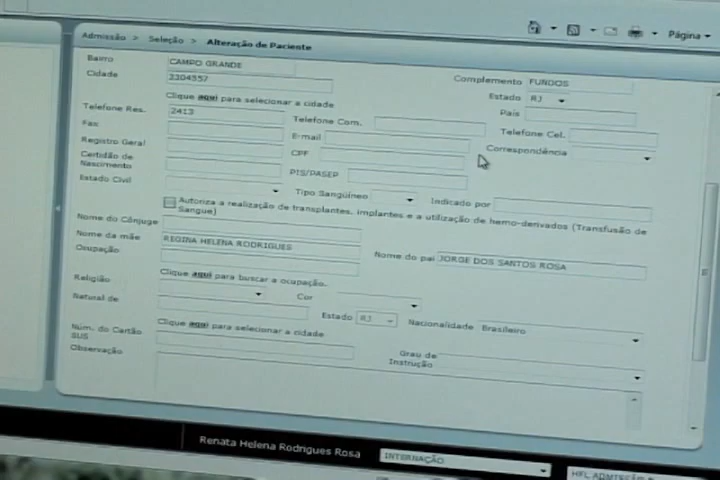 Página
Admissão > Seleção > Alteração de Paciente
Bairro CAMPO GRANDE Complemento FUNDOS
Cidade Estado RJ
Clique aqui para selecionar a cidade País
Telefone Res. 2413 Telefone Com. Telefone Cel.
Fax E-mail Correspondência
Registro Geral CPF
Certidão de Nascimento PIS/PASEP
Estado Civil Tipo Sangüíneo Indicado por
Autoriza a realização de transplantes, implantes e a utilização de hemo-derivados (Transfusão de
Sangue)
Nome do Cônjuge
Nome da mãe REGINA HELENA RODRIGUES Nome do pai JORGE DOS SANTOS ROSA
Ocupação
Clique aqui para buscar a ocupação.
Religião Cor
Natural de Estado RJ Nacionalidade Brasileiro
Clique aqui para selecionar a cidade
Núm. do Cartão
SUS Grau de
Instrução
Observação
Renata Helena Rodrigues Rosa INTERNAÇÃO